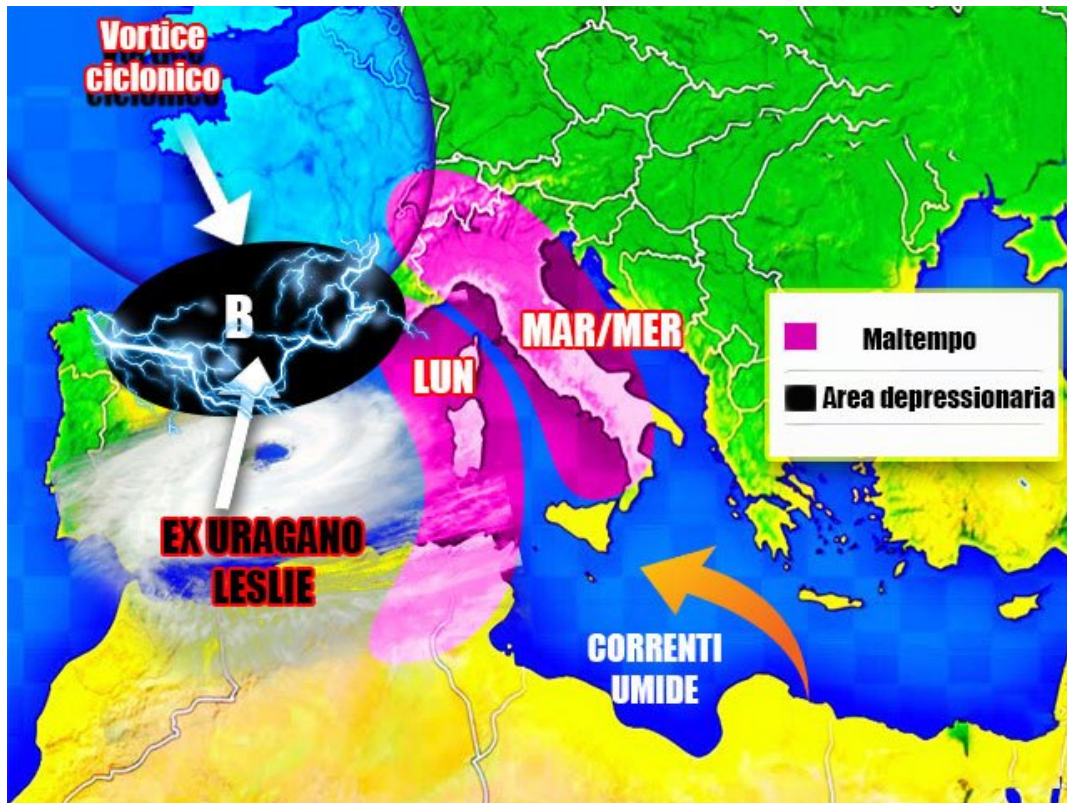 Vortice
ciclonico
B
MAR/MER
LUN
Maltempo
Area depressionaria
EX URAGANO
LESLIE
CORRENTI
UMIDE